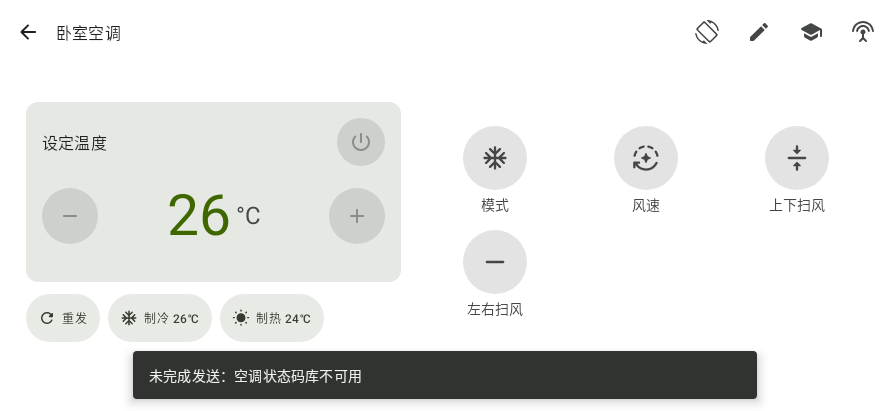 卧室空调
设定温度
26 °C
模式
风速
上下扫风
左右扫风
重发
制冷 26℃
制热 24℃
未完成发送：空调状态码库不可用